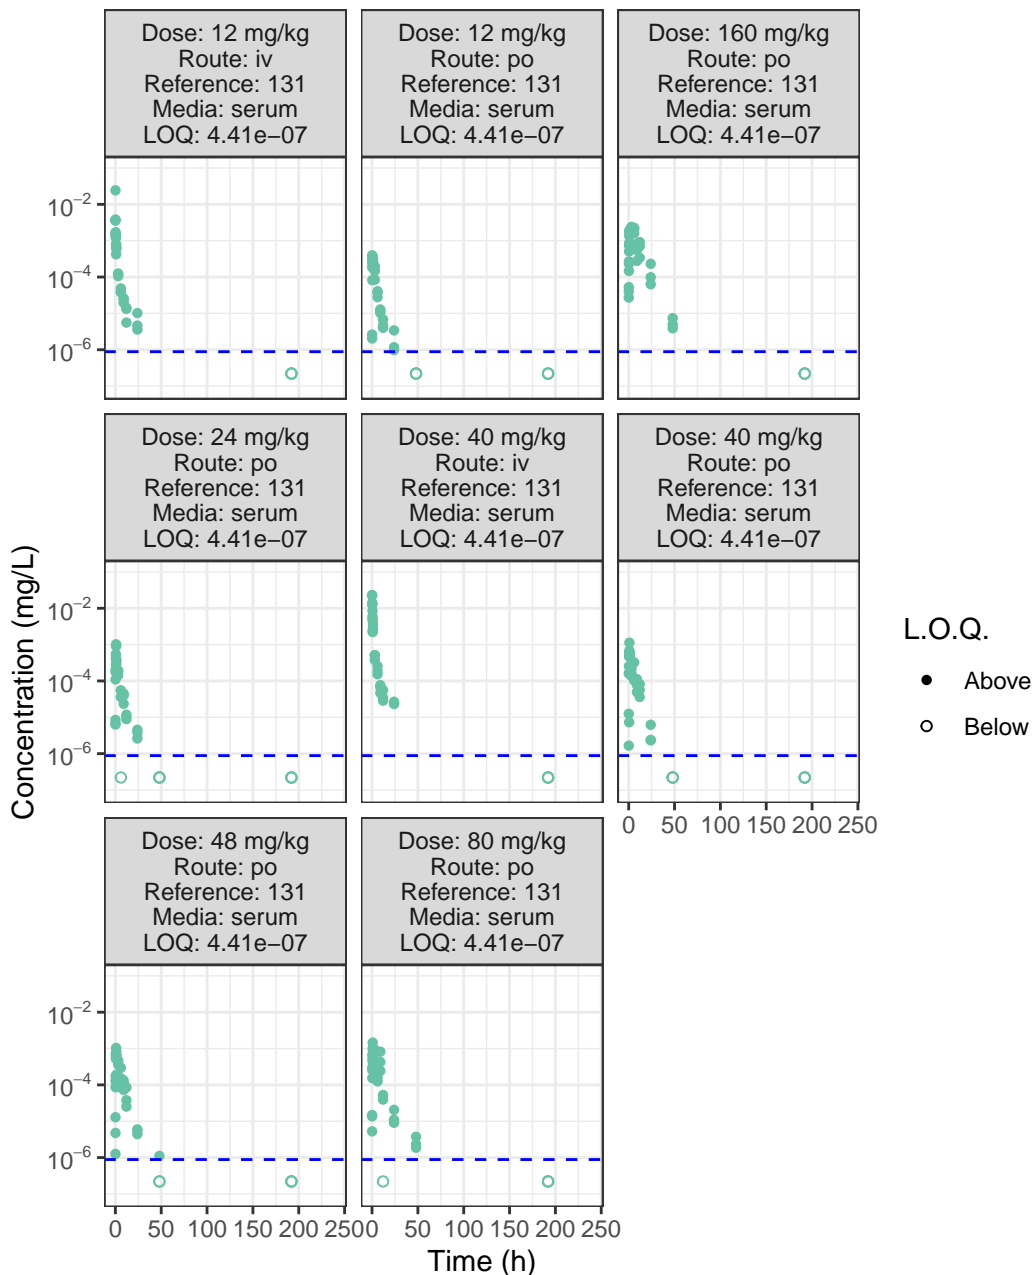 Dose: 12 mg/kg
Route: iv
Reference: 131
Media: serum
LOQ: 4.41e−07
Dose: 12 mg/kg
Route: po
Reference: 131
Media: serum
LOQ: 4.41e−07
Dose: 160 mg/kg
Route: po
Reference: 131
Media: serum
LOQ: 4.41e−07
10⁻²
10⁻⁴
10⁻⁶
Dose: 24 mg/kg
Route: po
Reference: 131
Media: serum
LOQ: 4.41e−07
Dose: 40 mg/kg
Route: iv
Reference: 131
Media: serum
LOQ: 4.41e−07
Dose: 40 mg/kg
Route: po
Reference: 131
Media: serum
LOQ: 4.41e−07
Concentration (mg/L)
10⁻²
10⁻⁴
10⁻⁶
0 50 100 150 200 250
L.O.Q.
Above
Below
Dose: 48 mg/kg
Route: po
Reference: 131
Media: serum
LOQ: 4.41e−07
Dose: 80 mg/kg
Route: po
Reference: 131
Media: serum
LOQ: 4.41e−07
10⁻²
10⁻⁴
10⁻⁶
0 50 100 150 200 250
0 50 100 150 200 250
Time (h)